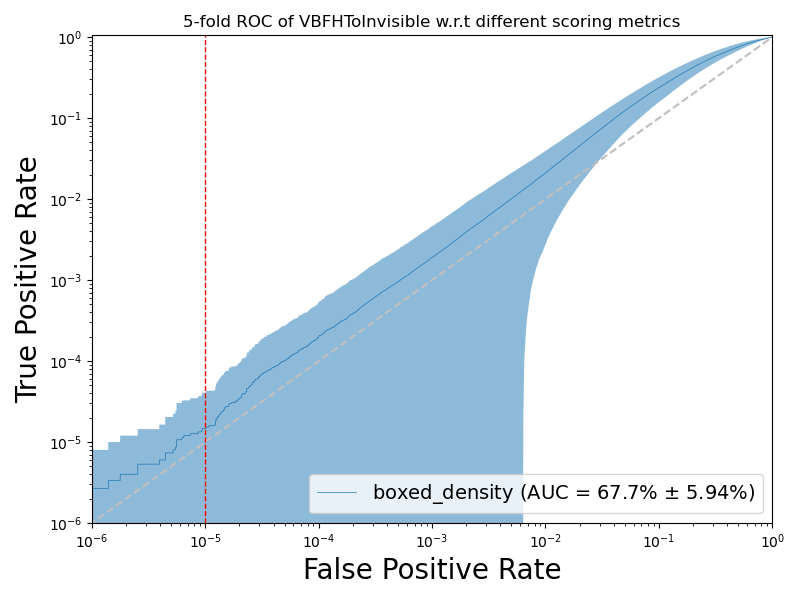 5-fold ROC of VBFHToInvisible w.r.t different scoring metrics
True Positive Rate
10⁰
10⁻¹
10⁻²
10⁻³
10⁻⁴
10⁻⁵
10⁻⁶
boxed_density (AUC = 67.7% ± 5.94%)
10⁻⁶ 10⁻⁵ 10⁻⁴ 10⁻³ 10⁻² 10⁻¹ 10⁰
False Positive Rate